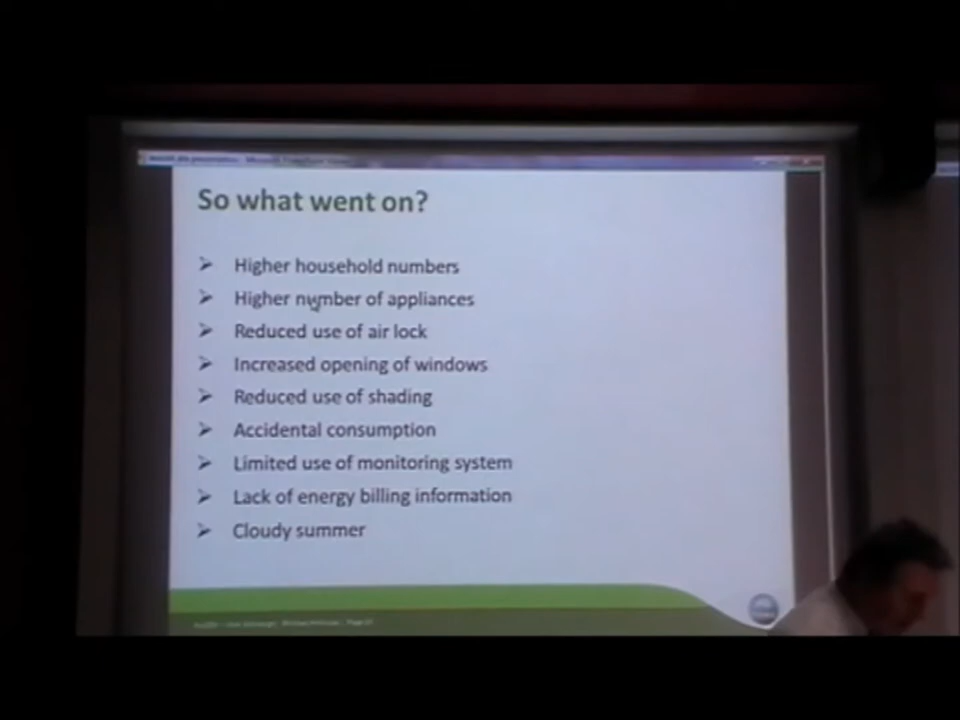 So what went on?
Higher household numbers
Higher number of appliances
Reduced use of air lock
Increased opening of windows
Reduced use of shading
Accidental consumption
Limited use of monitoring system
Lack of energy billing information
Cloudy summer